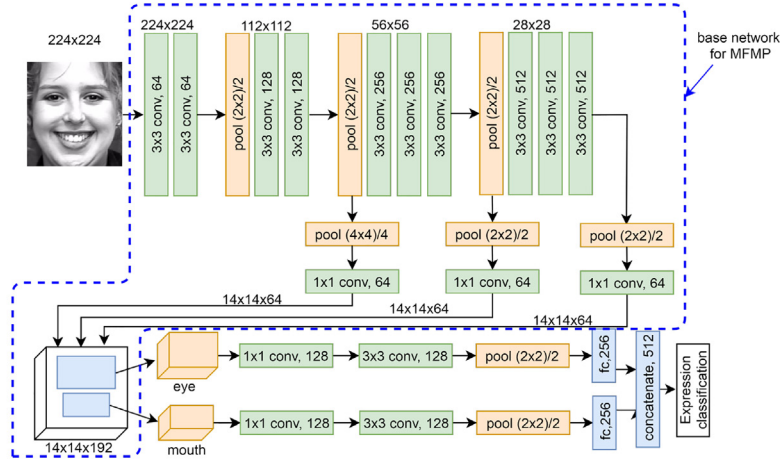 224x224
224x224
112x112
56x56
28x28
base network
for MFMP
3x3 conv, 64
3x3 conv, 64
pool (2x2)/2
3x3 conv, 128
3x3 conv, 128
pool (2x2)/2
3x3 conv, 256
3x3 conv, 256
3x3 conv, 256
pool (2x2)/2
3x3 conv, 512
3x3 conv, 512
3x3 conv, 512
pool (4x4)/4
pool (2x2)/2
pool (2x2)/2
1x1 conv, 64
1x1 conv, 64
1x1 conv, 64
14x14x64
14x14x64
14x14x64
eye
1x1 conv, 128
3x3 conv, 128
pool (2x2)/2
fc,256
mouth
1x1 conv, 128
3x3 conv, 128
pool (2x2)/2
fc,256
concatenate, 512
Expression
classification
14x14x192